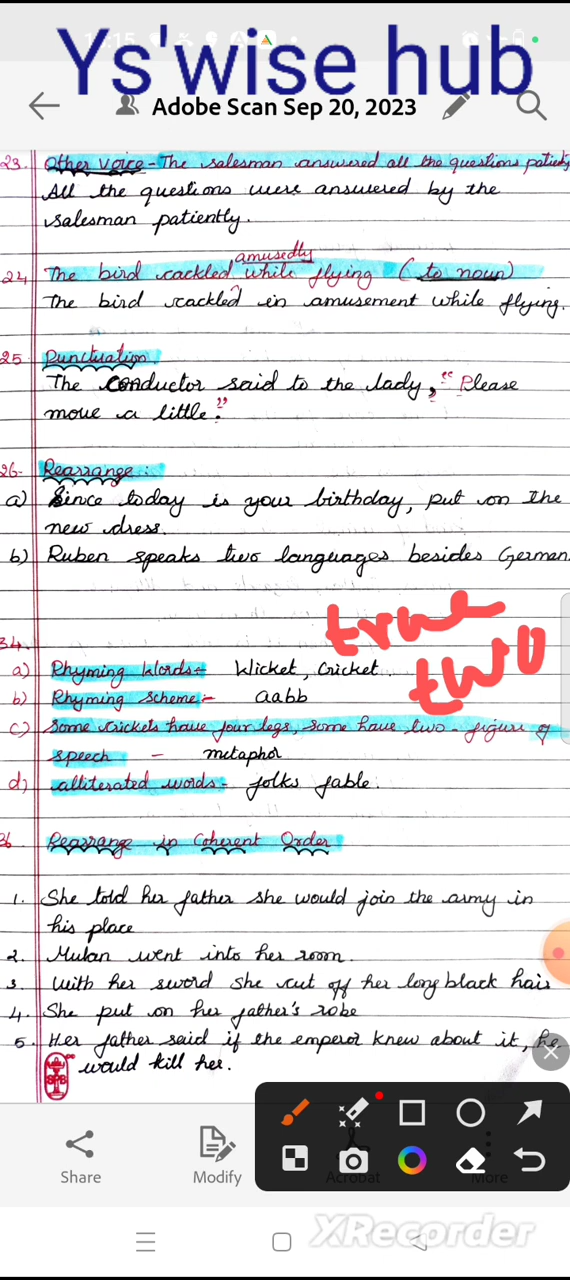 Ys'wise hub
Adobe Scan Sep 20, 2023
23. Other Voice - The salesman answered all the questions patiently
All the questions were answered by the
salesman patiently.
amusedly
24 The bird cackled while flying (to noun)
The bird cackled in amusement while flying.
25 Punctuation.
The conductor said to the lady, "Please
move a little."
26. Rearrange:
a) Since today is your birthday, put on the
new dress.
b) Ruben speaks two languages besides German.
true
two
34.
a) Rhyming Words:- Wicket, Cricket.
b) Rhyming Scheme:- aabb
c) Some crickets have four legs, some have two - figure of
speech - metaphor
d) alliterated words- folks fable.
36 Rearrange in Coherent Order
1. She told her father she would join the army in
his place
2. Mulan went into her room.
3. With her sword she cut off her long black hair
4. She put on her father's robe
5. Her father said if the emperor knew about it, he
would kill her.
SPB
Share
Modify
Acrobat
More
XRecorder